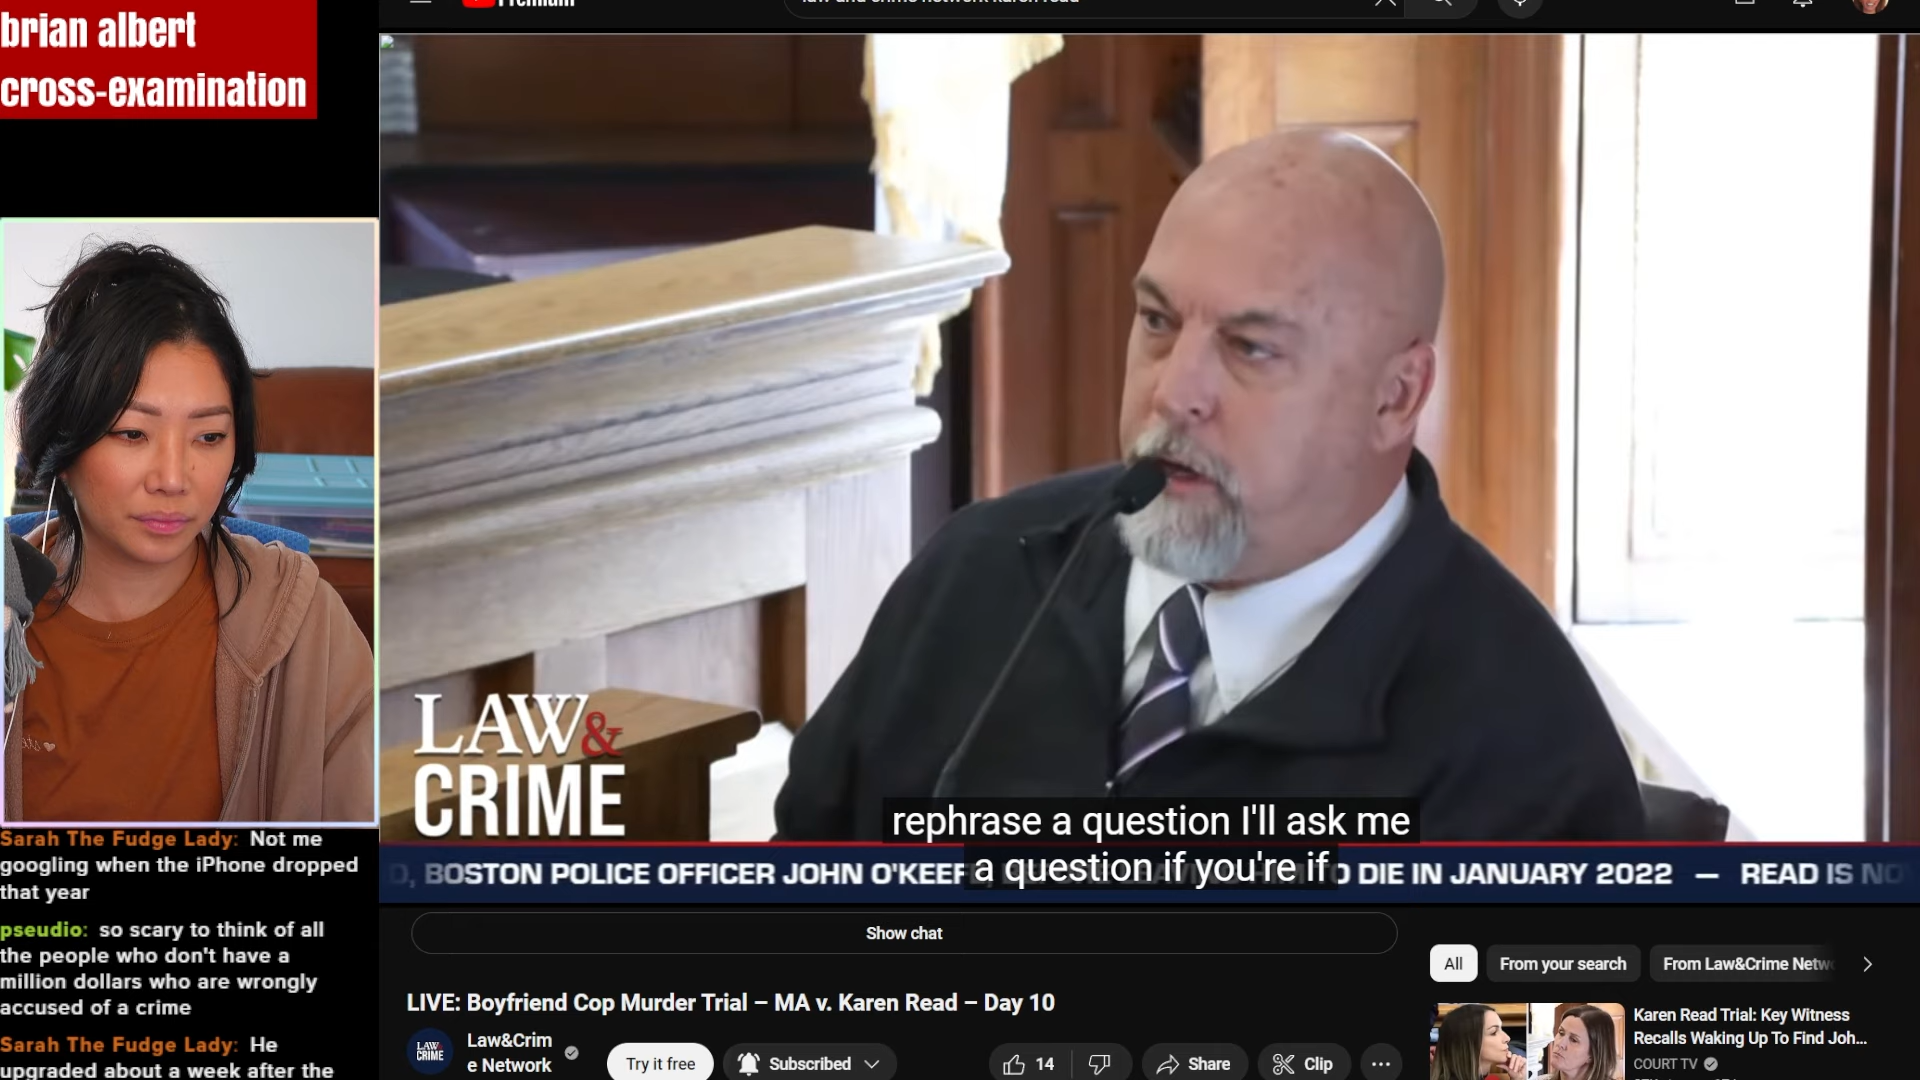 brian albert
cross-examination
LAW&
CRIME
rephrase a question I'll ask me
a question if you're if
BOSTON POLICE OFFICER JOHN O'KEEF DIE IN JANUARY 2022 — READ IS NO
Sarah The Fudge Lady: Not me
googling when the iPhone dropped
that year
pseudio: so scary to think of all
the people who don't have a
million dollars who are wrongly
accused of a crime
Sarah The Fudge Lady: He
upgraded about a week after the
Show chat
LIVE: Boyfriend Cop Murder Trial – MA v. Karen Read – Day 10
LAW&
CRIME
Law&Crim
e Network
Try it free
Subscribed
14
Share
Clip
All
From your search
From Law&Crime Netw
Karen Read Trial: Key Witness
Recalls Waking Up To Find Joh...
COURT TV